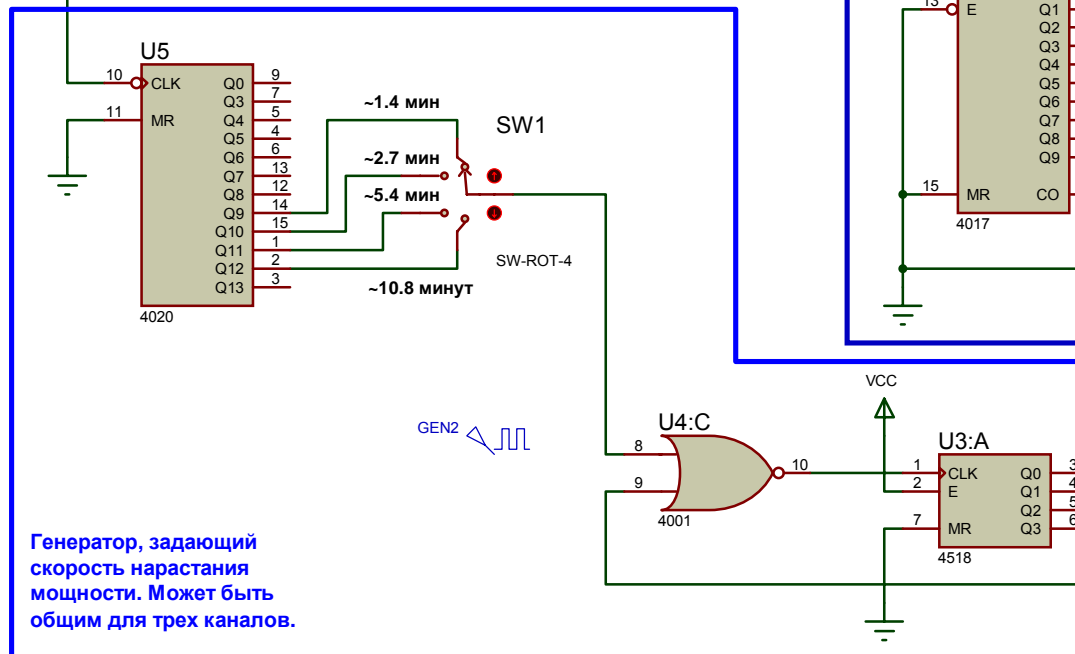 U5
10
CLK
11
MR
Q0
9
Q3
7
Q4
5
Q5
4
Q6
6
Q7
13
Q8
12
Q9
14
Q10
15
Q11
1
Q12
2
Q13
3
4020
~1.4 мин
~2.7 мин
~5.4 мин
~10.8 минут
SW1
SW-ROT-4
13
E
15
MR
Q1
Q2
Q3
Q4
Q5
Q6
Q7
Q8
Q9
CO
4017
GEN2
U4:C
8
9
10
4001
VCC
U3:A
1
CLK
2
E
7
MR
Q0
3
Q1
4
Q2
5
Q3
6
4518
Генератор, задающий
скорость нарастания
мощности. Может быть
общим для трех каналов.